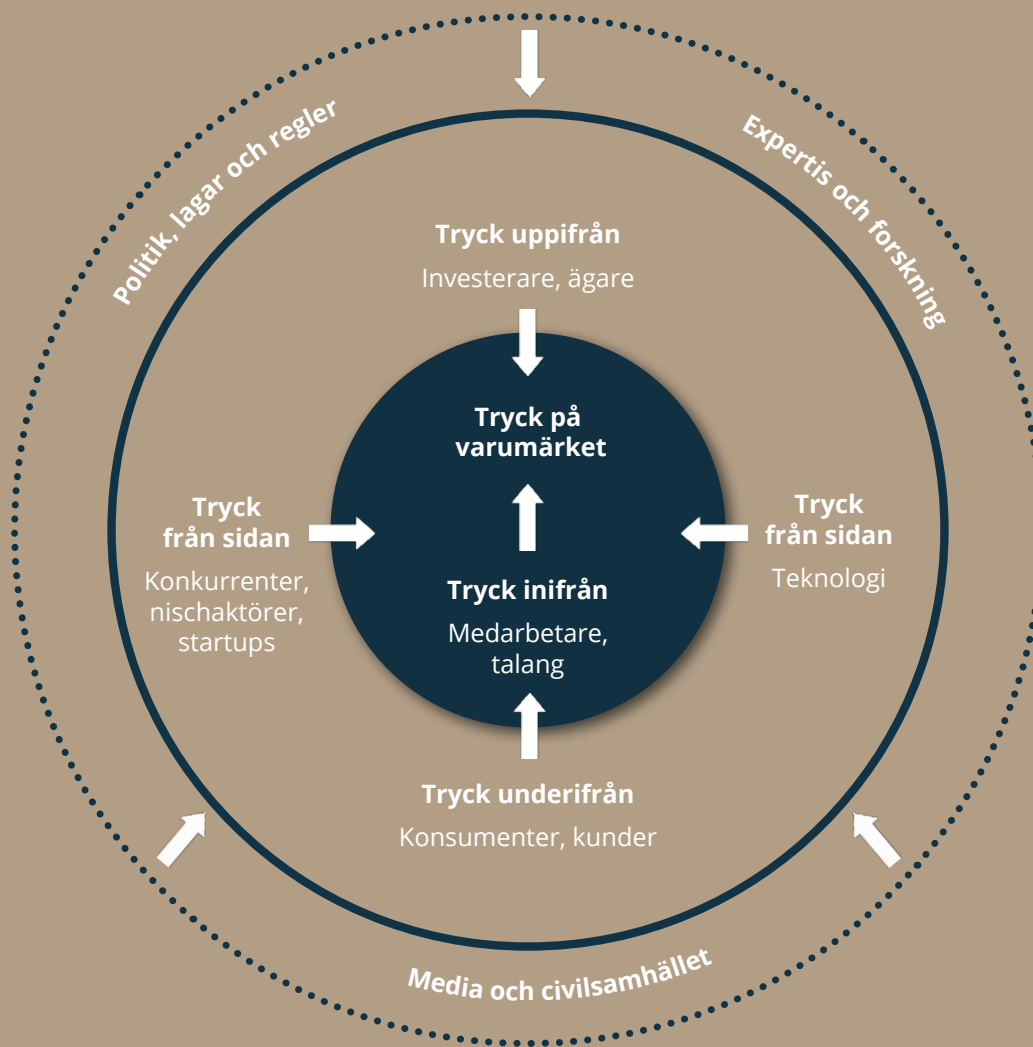 Politik, lagar och regler
Expertis och forskning
Tryck uppifrån
Investerare, ägare
Tryck på
varumärket
Tryck
från sidan
Konkurrenter,
nischaktörer,
startups
Tryck inifrån
Medarbetare,
talang
Tryck
från sidan
Teknologi
Tryck underifrån
Konsumenter, kunder
Media och civilsamhället